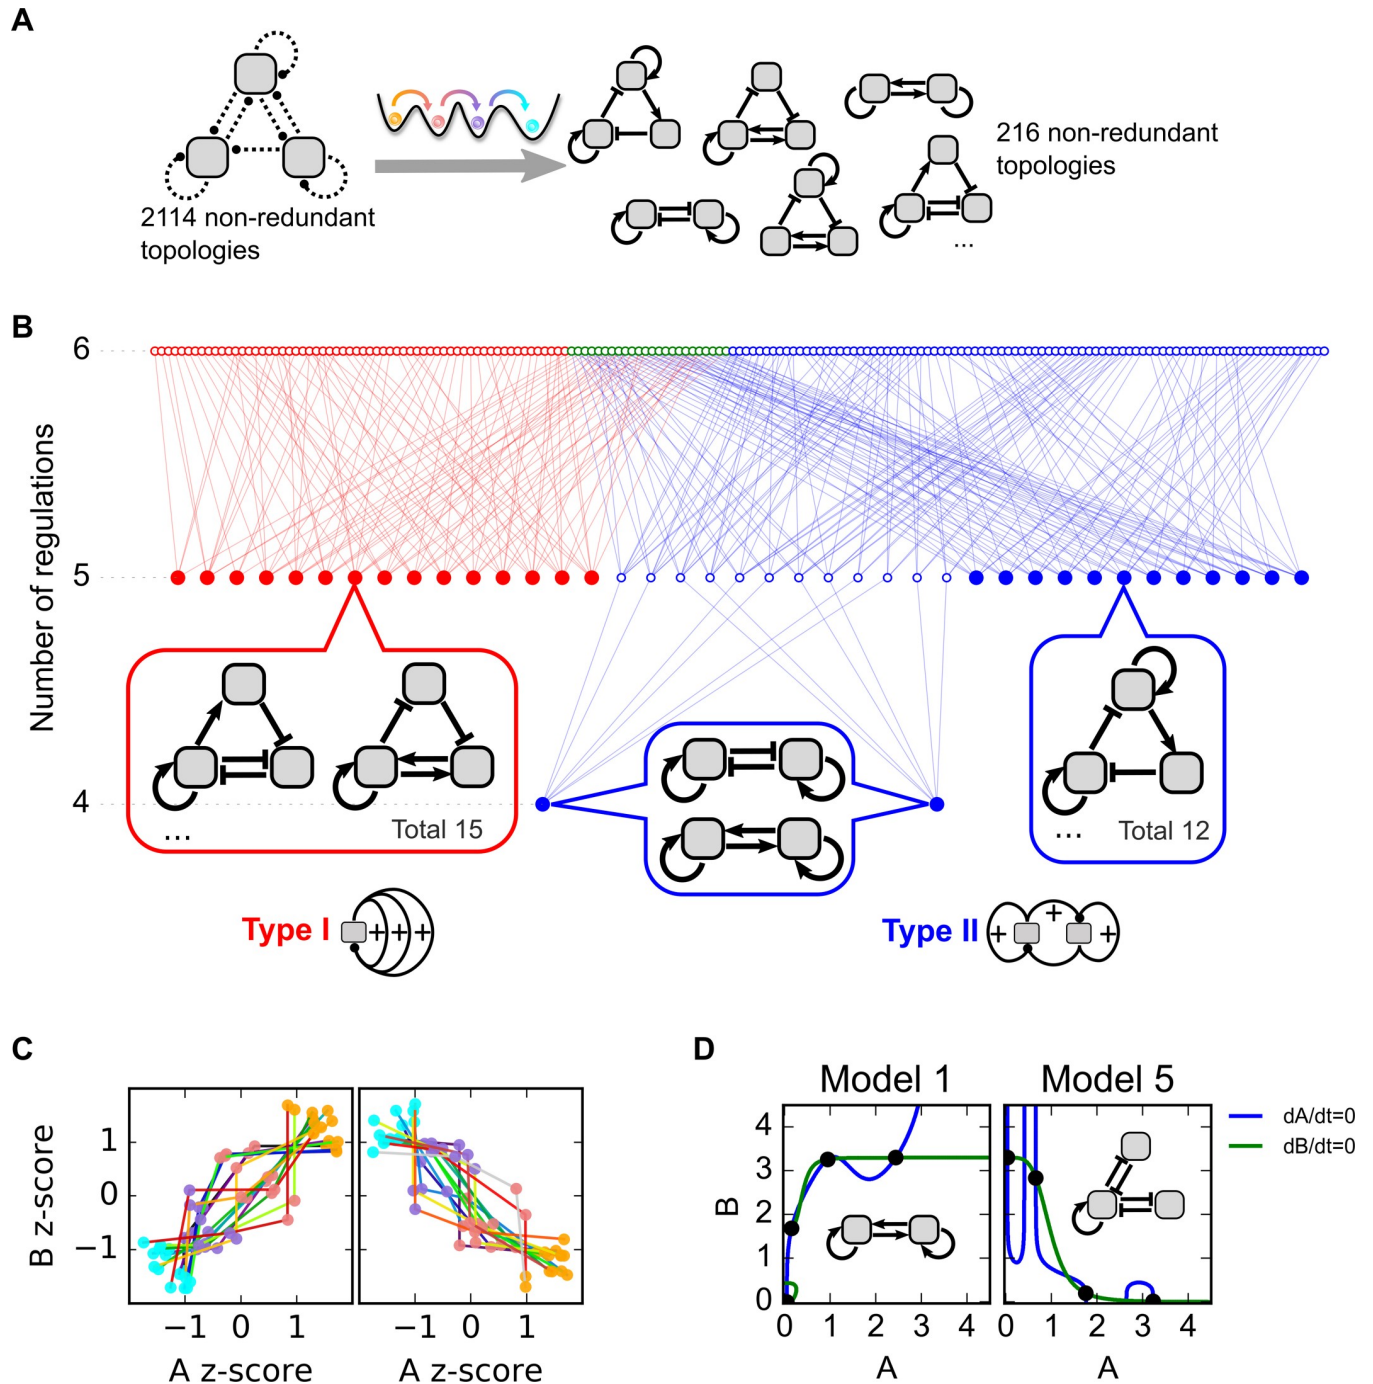 A
2114 non-redundant
topologies
216 non-redundant
topologies
...
B
Number of regulations
6
5
4
...
Total 15
...
Total 12
Type I
+++
Type II
+
+
+
C
B z-score
1
0
−1
−1 0 1
−1 0 1
A z-score
A z-score
D
Model 1
Model 5
dA/dt=0
dB/dt=0
B
4
3
2
1
0
0 1 2 3 4
0 1 2 3 4
A
A